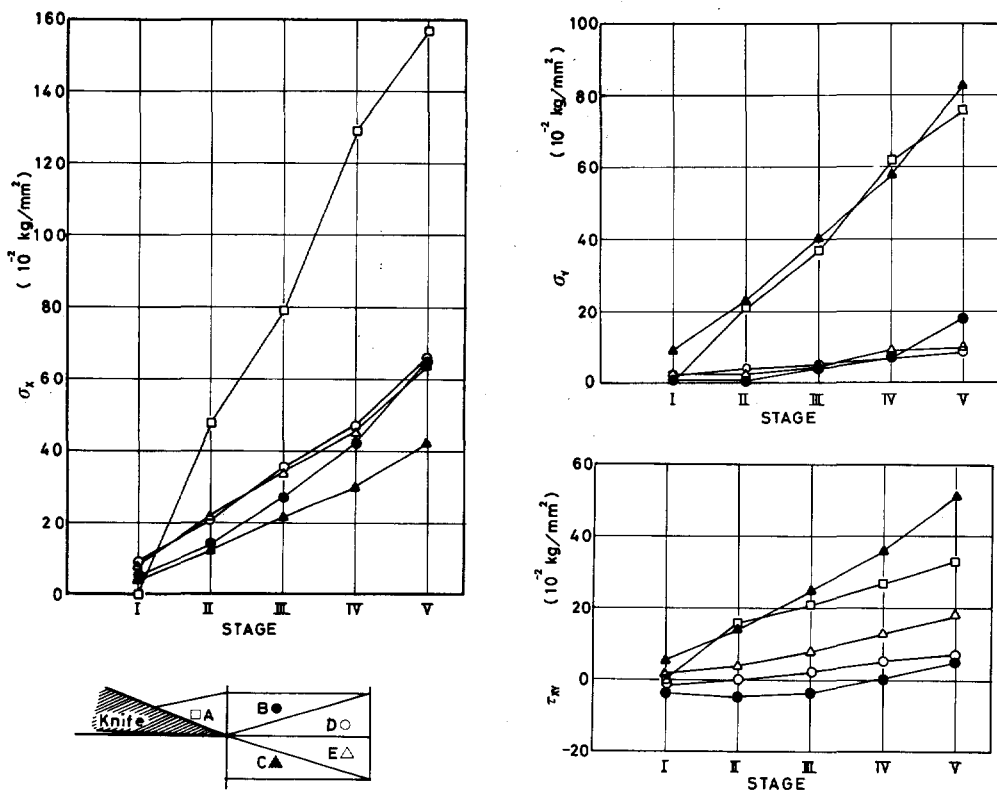 160
140
120
100
80
60
40
20
0
(10⁻² kg/mm²)
σx
I II III IV V
STAGE
100
80
60
40
20
0
(10⁻² kg/mm²)
σy
I II III IV V
STAGE
60
40
20
0
-20
(10⁻² kg/mm²)
τXY
I II III IV V
STAGE
Knife
□A
B●
D○
E△
C▲